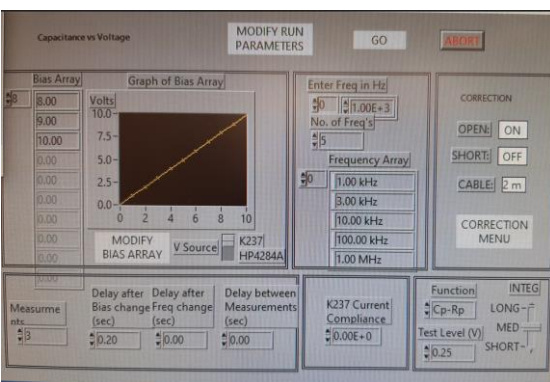 Capacitance vs Voltage
MODIFY RUN
PARAMETERS
GO
ABORT
Bias Array
8
8.00
9.00
10.00
0.00
0.00
0.00
0.00
0.00
0.00
0.00
Graph of Bias Array
Volts
10.0-
7.5-
5.0-
2.5-
0.0-
0 2 4 6 8 10
MODIFY
BIAS ARRAY
V Source
K237
HP4284A
Enter Freq in Hz
0 1.00E+3
No. of Freq's
5
Frequency Array
0
1.00 kHz
3.00 kHz
10.00 kHz
100.00 kHz
1.00 MHz
CORRECTION
OPEN: ON
SHORT: OFF
CABLE: 2 m
CORRECTION
MENU
Measurme
nts
3
Delay after
Bias change
(sec)
0.20
Delay after
Freq change
(sec)
0.00
Delay between
Measurements
(sec)
0.00
K237 Current
Compliance
0.00E+0
Function
Cp-Rp
Test Level (V)
0.25
INTEG
LONG-
MED
SHORT-